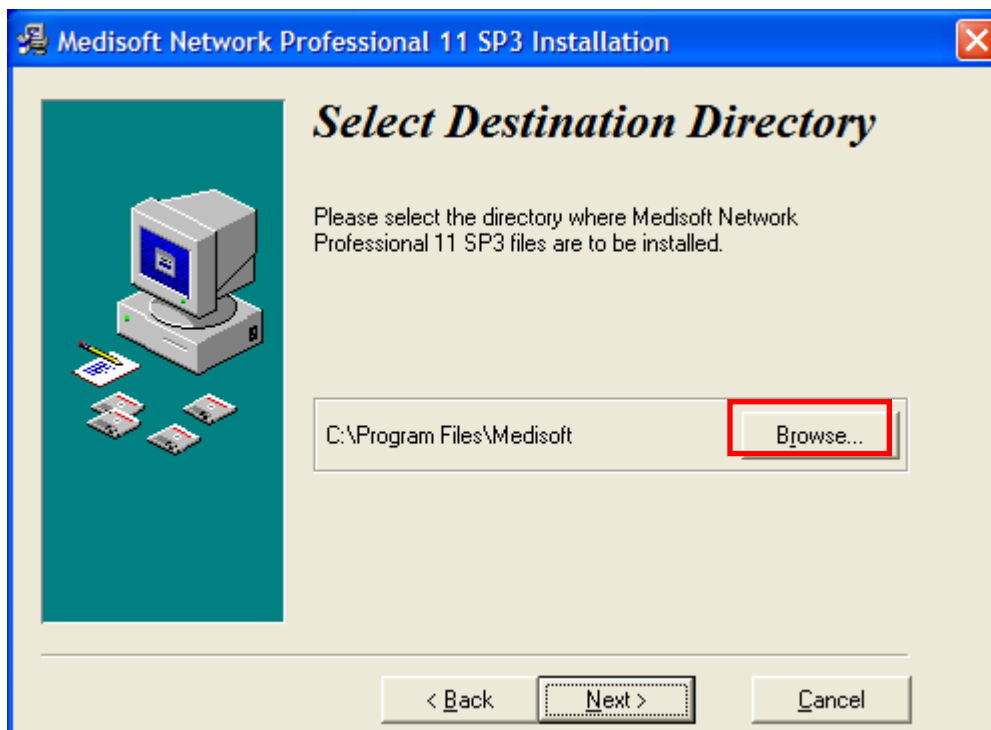 Medisoft Network Professional 11 SP3 Installation
Select Destination Directory
Please select the directory where Medisoft Network
Professional 11 SP3 files are to be installed.
C:\Program Files\Medisoft
Browse...
< Back
Next >
Cancel